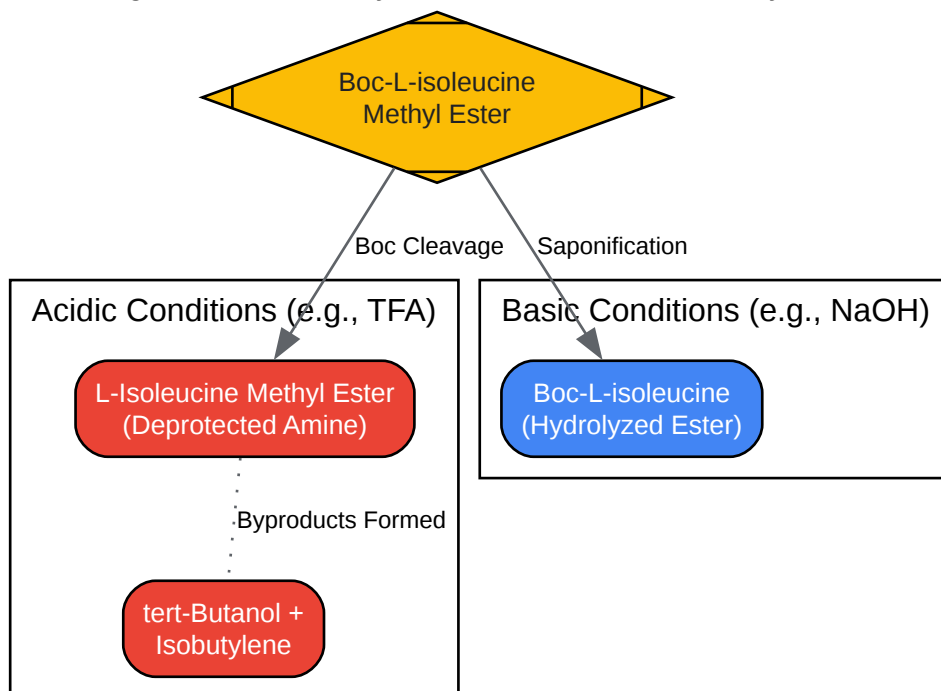 Boc-L-isoleucine
Methyl Ester
Boc Cleavage
Saponification
Acidic Conditions (e.g., TFA)
Basic Conditions (e.g., NaOH)
L-Isoleucine Methyl Ester
(Deprotected Amine)
Boc-L-isoleucine
(Hydrolyzed Ester)
Byproducts Formed
tert-Butanol +
Isobutylene